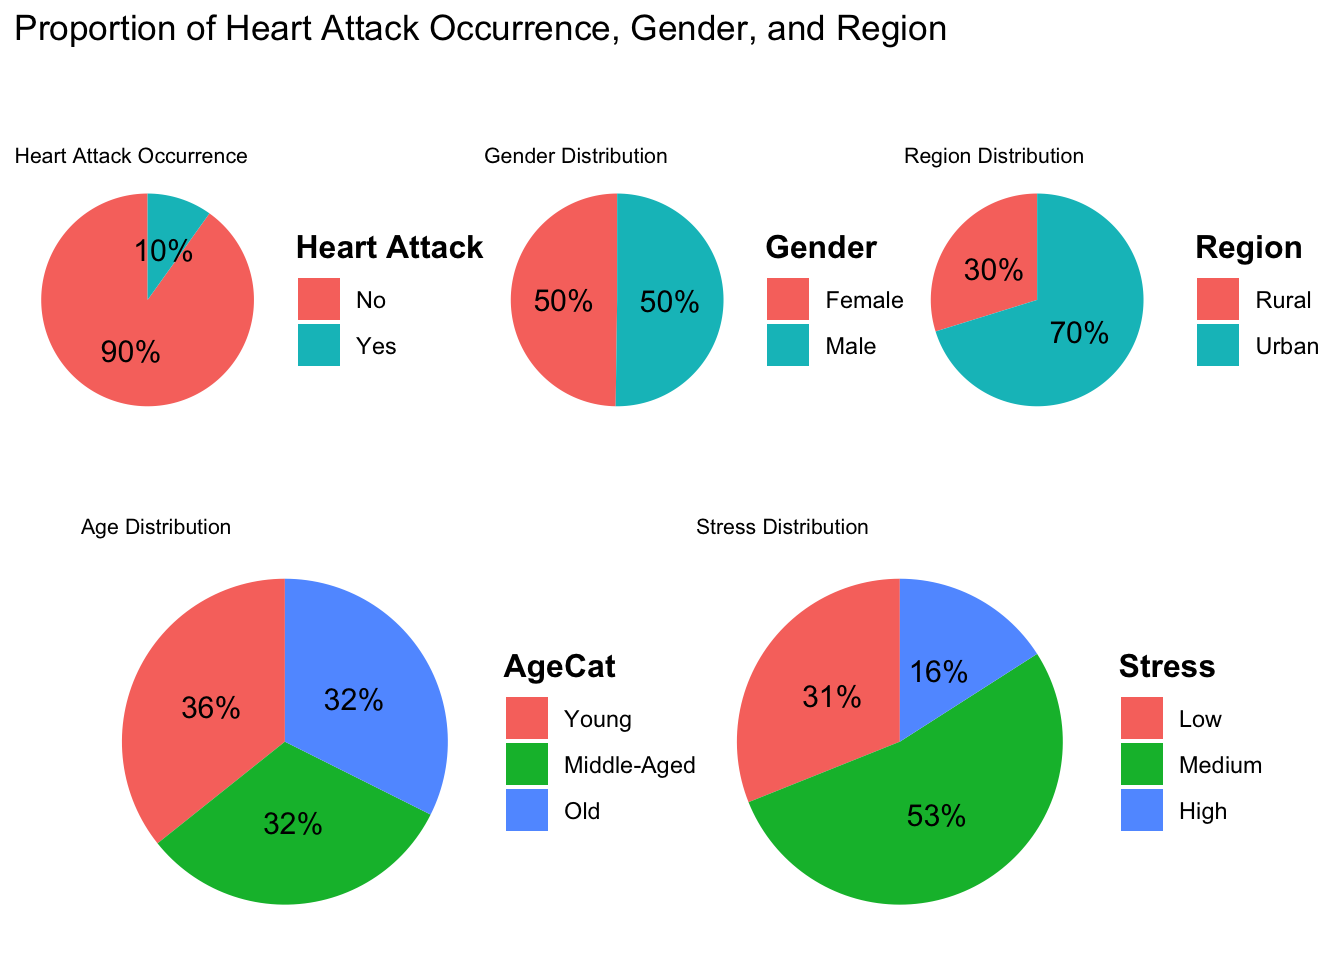 Proportion of Heart Attack Occurrence, Gender, and Region
Heart Attack Occurrence
10%
90%
Heart Attack
No
Yes
Gender Distribution
50%
50%
Gender
Female
Male
Region Distribution
30%
70%
Region
Rural
Urban
Age Distribution
36%
32%
32%
AgeCat
Young
Middle-Aged
Old
Stress Distribution
31%
16%
53%
Stress
Low
Medium
High